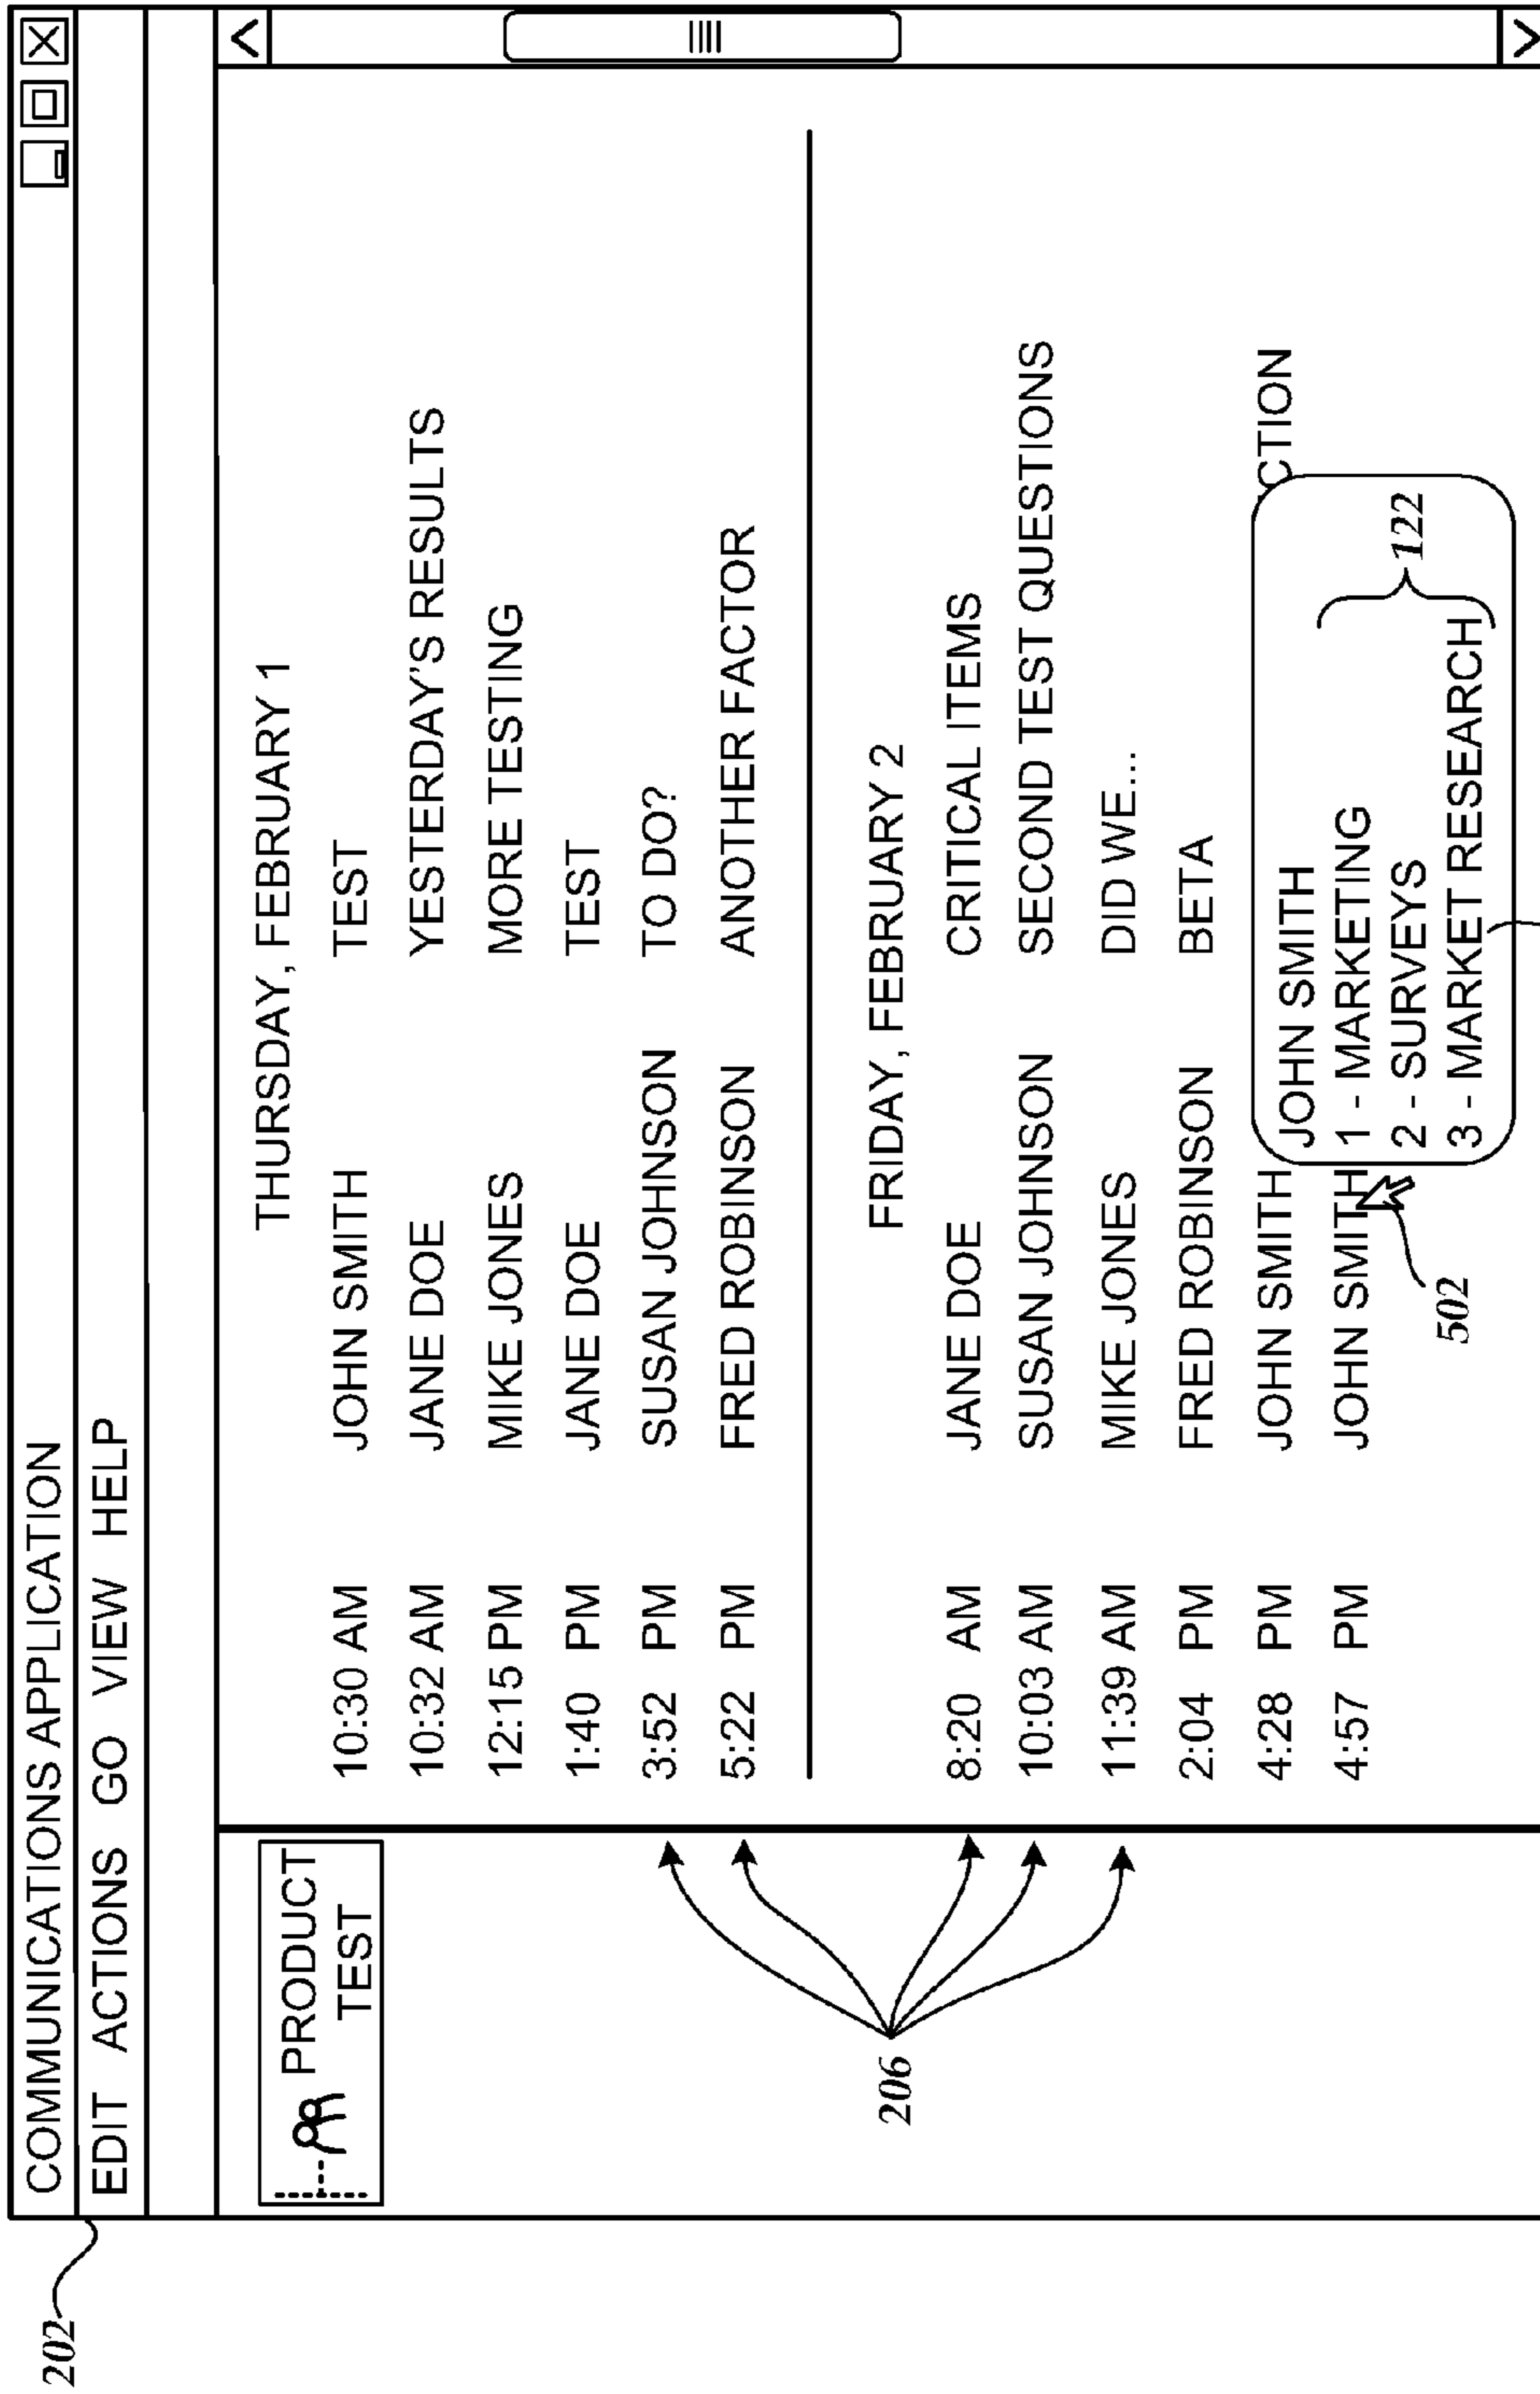 202
COMMUNICATIONS APPLICATION
EDIT ACTIONS GO VIEW HELP
PRODUCT
TEST
THURSDAY, FEBRUARY 1
10:30 AM JOHN SMITH TEST
10:32 AM JANE DOE YESTERDAY'S RESULTS
12:15 PM MIKE JONES MORE TESTING
1:40 PM JANE DOE TEST
3:52 PM SUSAN JOHNSON TO DO?
5:22 PM FRED ROBINSON ANOTHER FACTOR
206
FRIDAY, FEBRUARY 2
8:20 AM JANE DOE CRITICAL ITEMS
10:03 AM SUSAN JOHNSON SECOND TEST QUESTIONS
11:39 AM MIKE JONES DID WE...
2:04 PM FRED ROBINSON BETA
4:28 PM JOHN SMITH CTION
4:57 PM JOHN SMITH
JOHN SMITH
1 - MARKETING
2 - SURVEYS
3 - MARKET RESEARCH
122
502